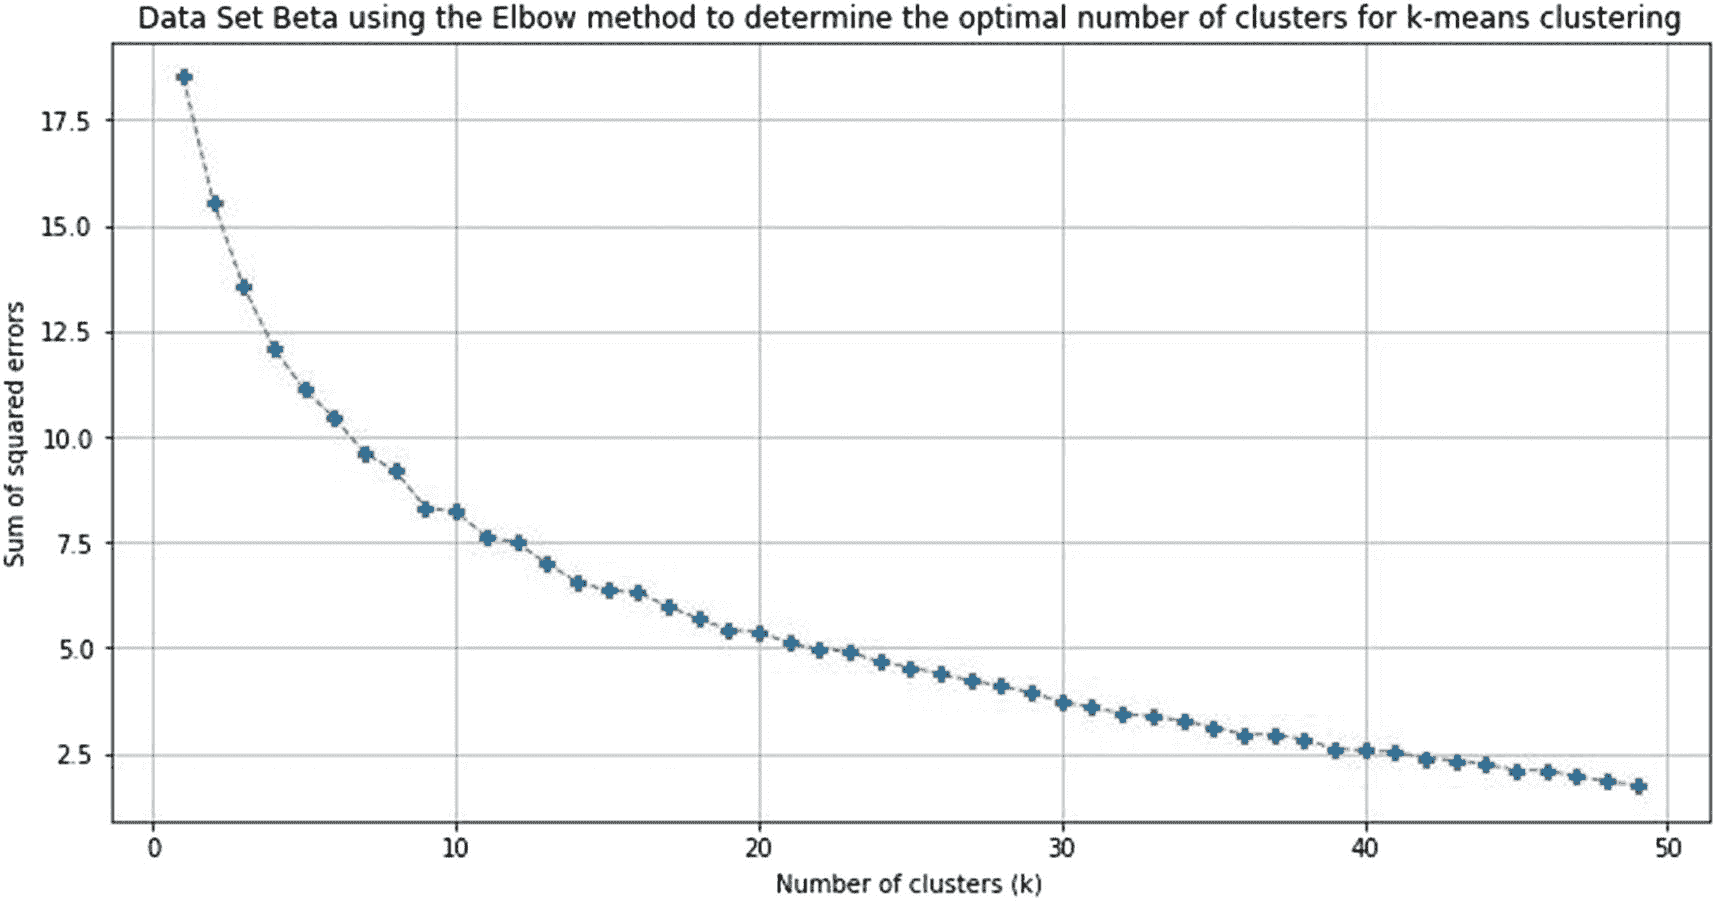 Data Set Beta using the Elbow method to determine the optimal number of clusters for k-means clustering
Sum of squared errors
17.5
15.0
12.5
10.0
7.5
5.0
2.5
0 10 20 30 40 50
Number of clusters (k)